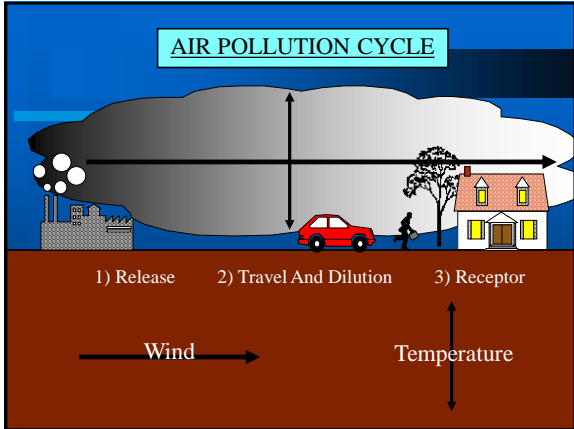 AIR POLLUTION CYCLE
1) Release 2) Travel And Dilution 3) Receptor
Wind Temperature